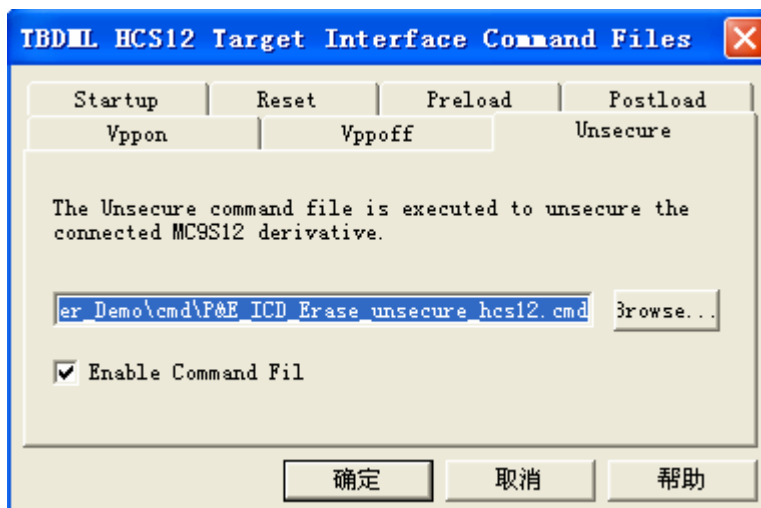 TBDML HCS12 Target Interface Command Files
Startup Reset Preload Postload
Vppon Vppoff Unsecure
The Unsecure command file is executed to unsecure the
connected MC9S12 derivative.
er_Demo\cmd\P&E_ICD_Erase_unsecure_hcs12.cmd Browse...
Enable Command Fil
确定 取消 帮助